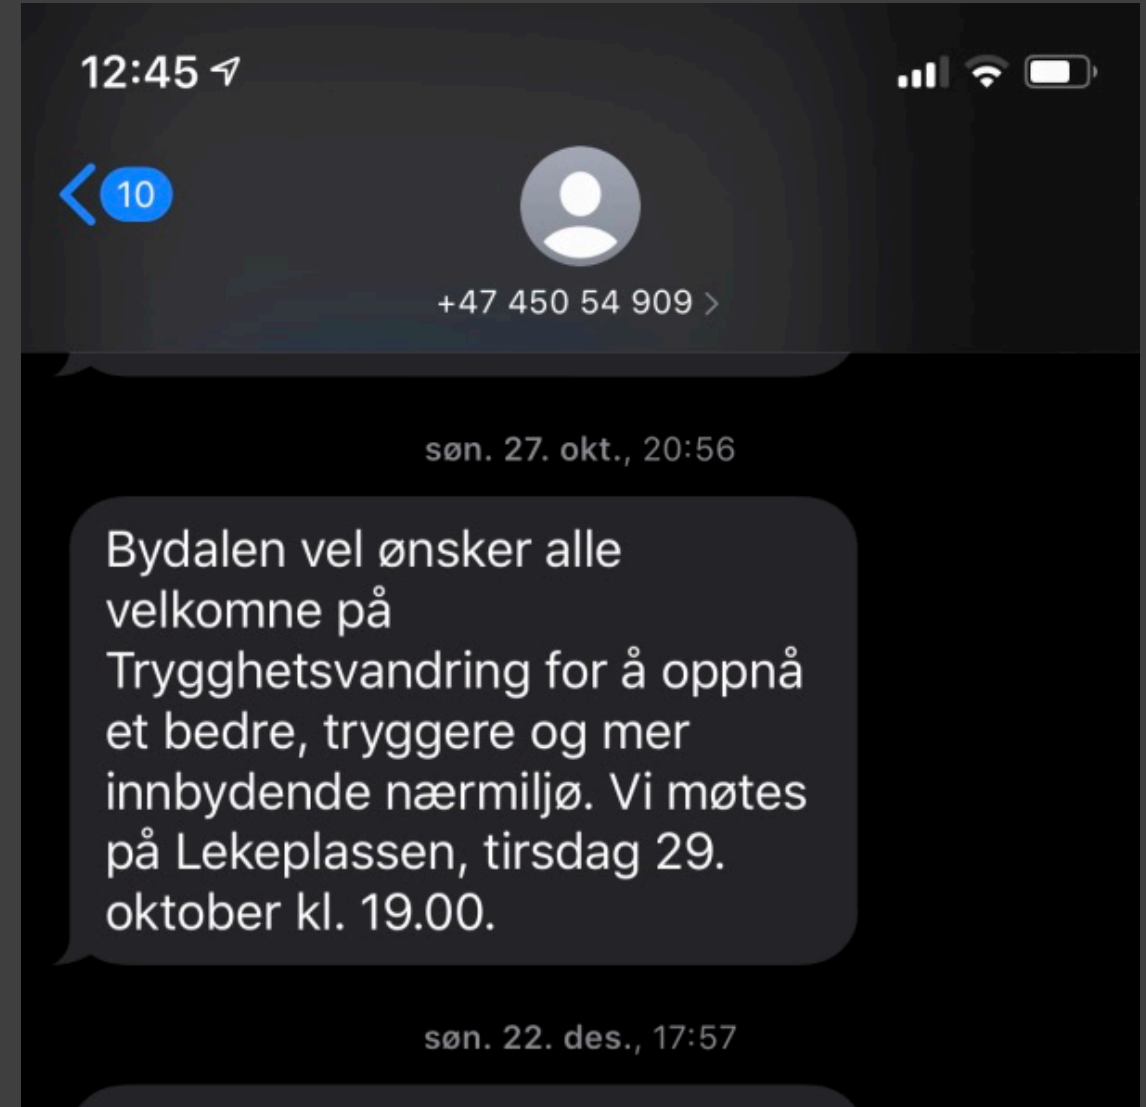 12:45
10
+47 450 54 909
søn. 27. okt., 20:56
Bydalen vel ønsker alle
velkomne på
Trygghetsvandring for å oppnå
et bedre, tryggere og mer
innbydende nærmiljø. Vi møtes
på Lekeplassen, tirsdag 29.
oktober kl. 19.00.
søn. 22. des., 17:57